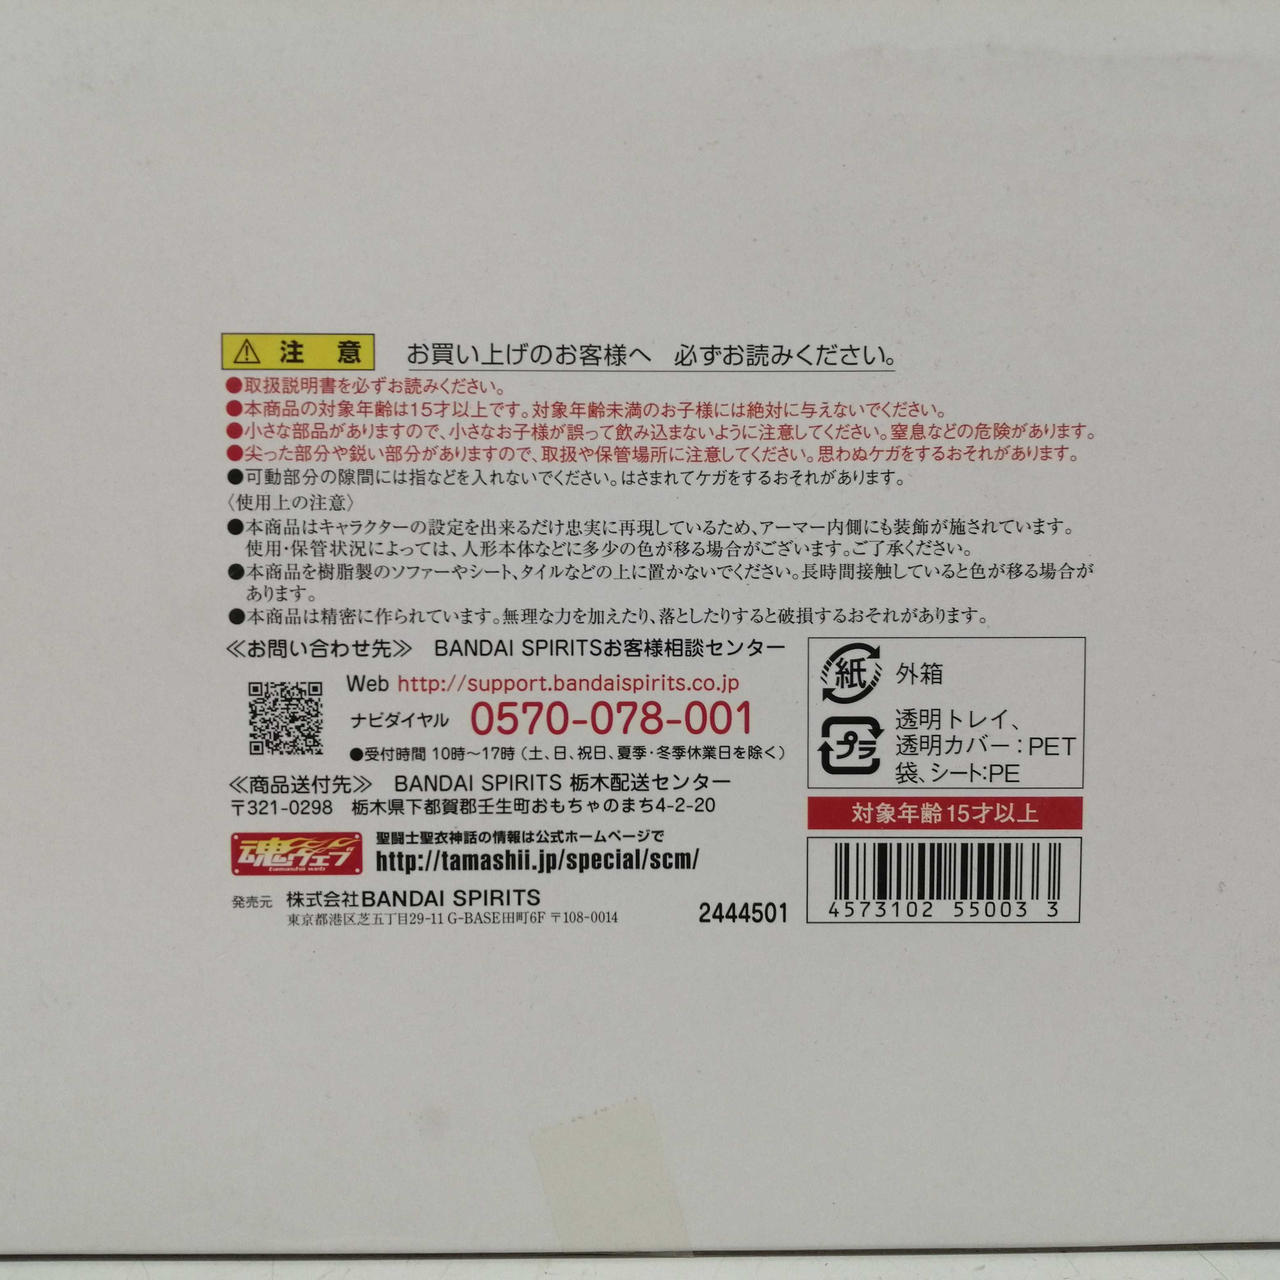 ⚠ 注 意 お買い上げのお客様へ 必ずお読みください。
●取扱説明書を必ずお読みください。
●本商品の対象年齢は15才以上です。対象年齢未満のお子様には絶対に与えないでください。
●小さな部品がありますので、小さなお子様が誤って飲み込まないように注意してください。窒息などの危険があります。
●尖った部分や鋭い部分がありますので、取扱や保管場所に注意してください。思わぬケガをするおそれがあります。
●可動部分の隙間には指などを入れないでください。はさまれてケガをするおそれがあります。
〈使用上の注意〉
●本商品はキャラクターの設定を出来るだけ忠実に再現しているため、アーマー内側にも装飾が施されています。
使用・保管状況によっては、人形本体などに多少の色が移る場合がございます。ご了承ください。
●本商品を樹脂製のソファーやシート、タイルなどの上に置かないでください。長時間接触していると色が移る場合が
あります。
●本商品は精密に作られています。無理な力を加えたり、落としたりすると破損するおそれがあります。
≪お問い合わせ先≫ BANDAI SPIRITSお客様相談センター
Web http://support.bandaispirits.co.jp
ナビダイヤル 0570-078-001
●受付時間 10時〜17時（土、日、祝日、夏季・冬季休業日を除く）
≪商品送付先≫ BANDAI SPIRITS 栃木配送センター
〒321-0298 栃木県下都賀郡壬生町おもちゃのまち4-2-20
魂ウェブ
tamashii web
聖闘士聖衣神話の情報は公式ホームページで
http://tamashii.jp/special/scm/
発売元 株式会社BANDAI SPIRITS
東京都港区芝五丁目29-11 G-BASE田町6F 〒108-0014
2444501
紙 外箱
プラ 透明トレイ、
透明カバー：PET
袋、シート:PE
対象年齢15才以上
4573102 55003 3